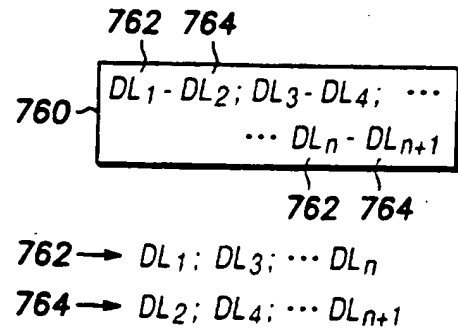 762 764
760 DL₁ - DL₂; DL₃ - DL₄; ···
··· DLₙ - DLₙ₊₁
762 764
762 → DL₁; DL₃; ··· DLₙ
764 → DL₂; DL₄; ··· DLₙ₊₁